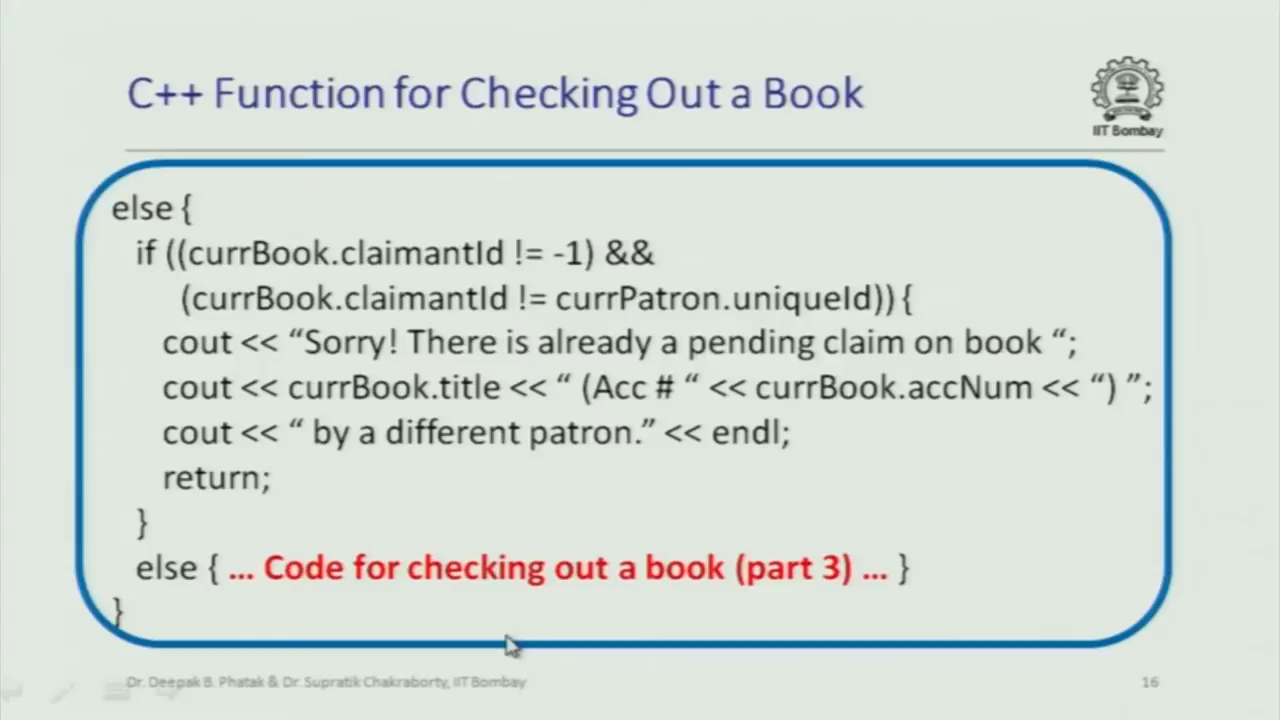 C++ Function for Checking Out a Book
IIT Bombay
else {
if ((currBook.claimantId != -1) &&
(currBook.claimantId != currPatron.uniqueId)) {
cout << “Sorry! There is already a pending claim on book “;
cout << currBook.title << “ (Acc # “ << currBook.accNum << “) ”;
cout << “ by a different patron.” << endl;
return;
}
else { ... Code for checking out a book (part 3) ... }
}
Dr. Deepak B. Phatak & Dr. Supratik Chakraborty, IIT Bombay
16